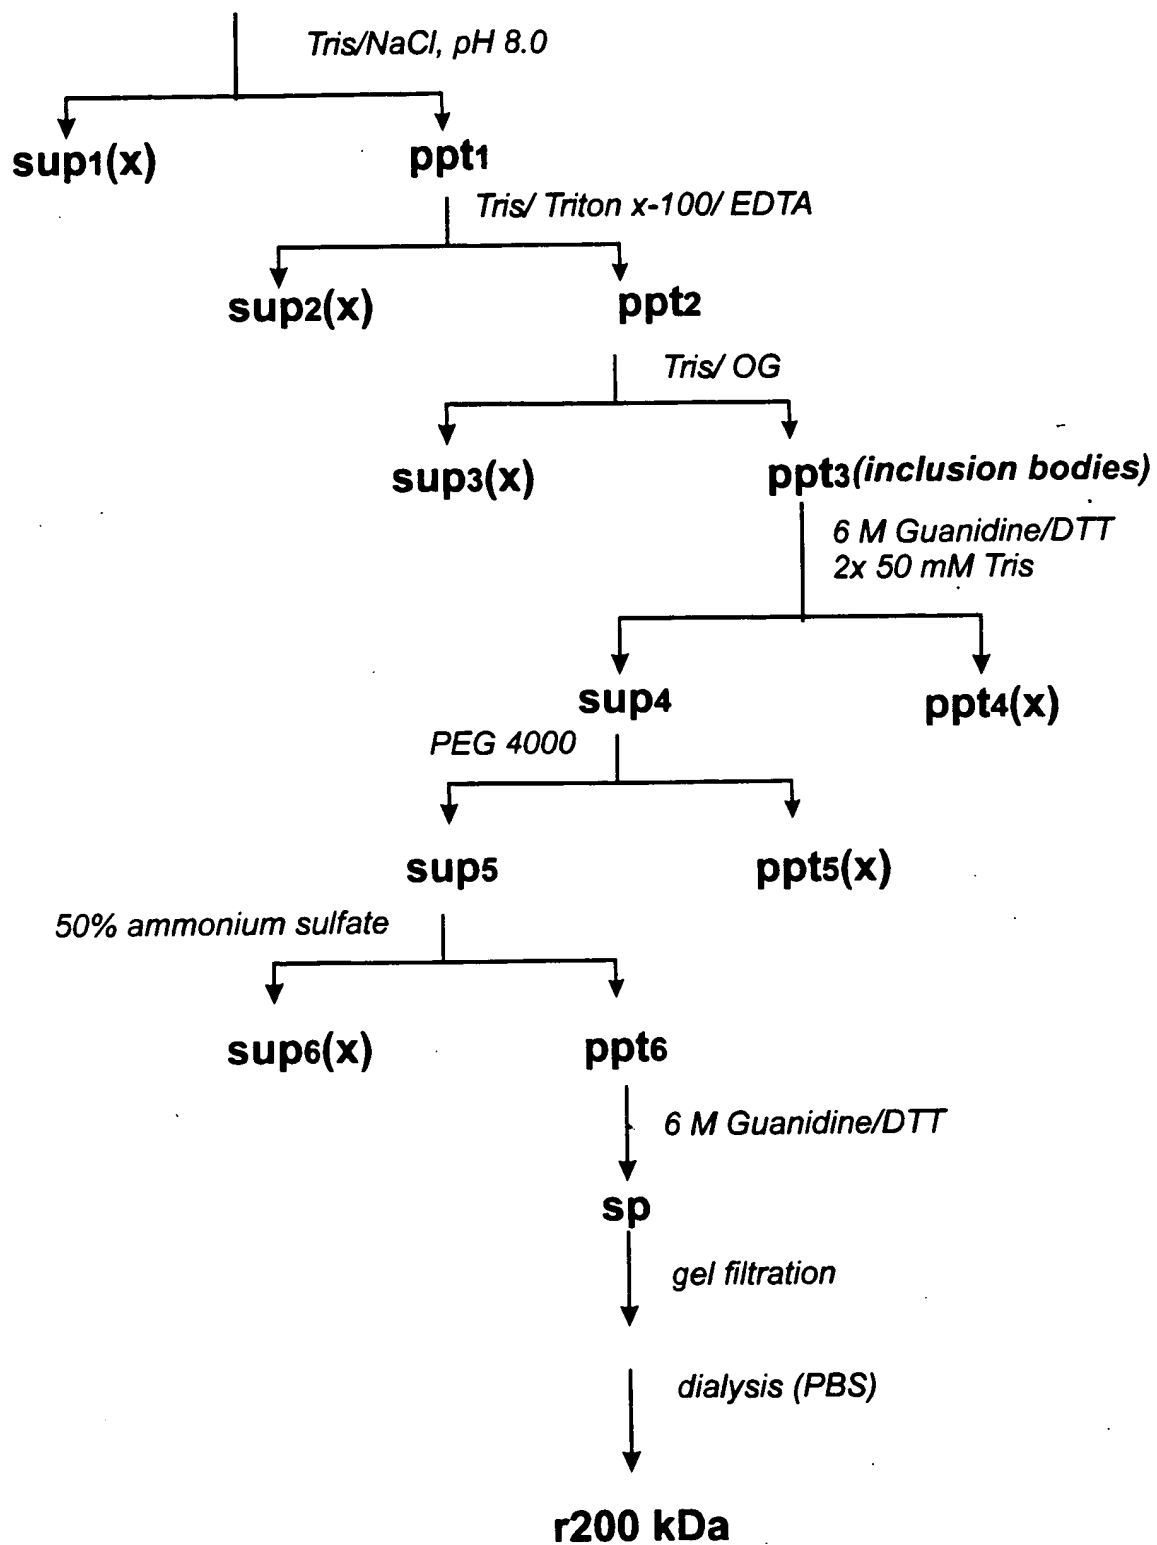 Tris/NaCl, pH 8.0
sup1(x)
ppt1
Tris/ Triton x-100/ EDTA
sup2(x)
ppt2
Tris/ OG
sup3(x)
ppt3(inclusion bodies)
6 M Guanidine/DTT
2x 50 mM Tris
sup4
ppt4(x)
PEG 4000
sup5
ppt5(x)
50% ammonium sulfate
sup6(x)
ppt6
6 M Guanidine/DTT
sp
gel filtration
dialysis (PBS)
r200 kDa